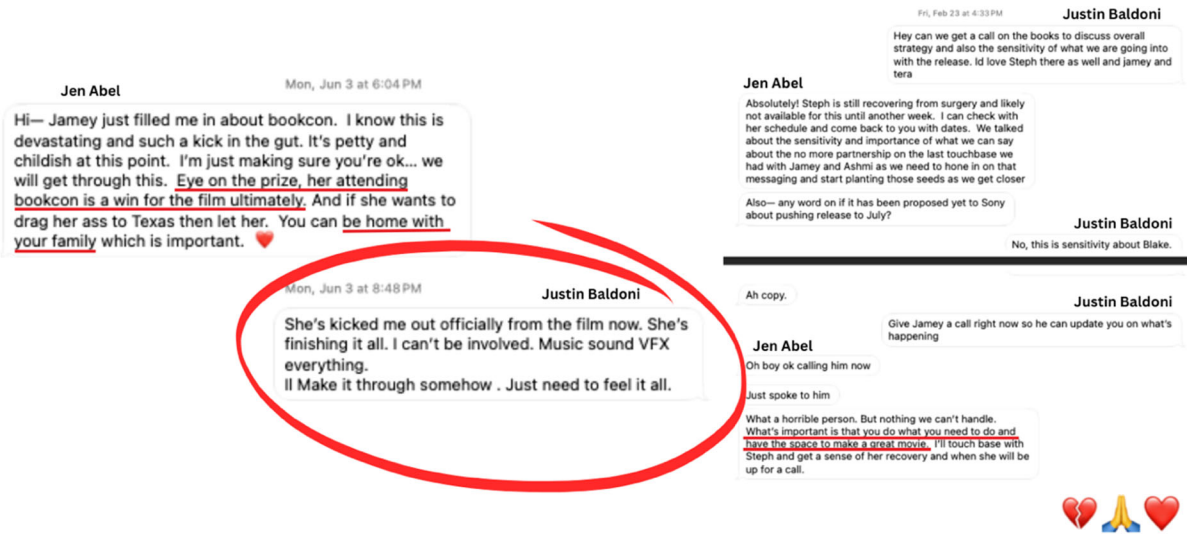 Jen Abel
Mon, Jun 3 at 6:04 PM
Hi— Jamey just filled me in about bookcon.  I know this is
devastating and such a kick in the gut. It's petty and
childish at this point.  I'm just making sure you're ok... we
will get through this.  Eye on the prize, her attending
bookcon is a win for the film ultimately. And if she wants to
drag her ass to Texas then let her.  You can be home with
your family which is important. ❤️
Mon, Jun 3 at 8:48 PM
Justin Baldoni
She's kicked me out officially from the film now. She's
finishing it all. I can't be involved. Music sound VFX
everything.
Il Make it through somehow . Just need to feel it all.
Fri, Feb 23 at 4:33 PM
Justin Baldoni
Hey can we get a call on the books to discuss overall
strategy and also the sensitivity of what we are going into
with the release. Id love Steph there as well and jamey and
tera
Jen Abel
Absolutely! Steph is still recovering from surgery and likely
not available for this until another week.  I can check with
her schedule and come back to you with dates.  We talked
about the sensitivity and importance of what we can say
about the no more partnership on the last touchbase we
had with Jamey and Ashmi as we need to hone in on that
messaging and start planting those seeds as we get closer
Also— any word on if it has been proposed yet to Sony
about pushing release to July?
Justin Baldoni
No, this is sensitivity about Blake.
Ah copy.
Justin Baldoni
Give Jamey a call right now so he can update you on what's
happening
Jen Abel
Oh boy ok calling him now
Just spoke to him
What a horrible person. But nothing we can't handle.
What's important is that you do what you need to do and
have the space to make a great movie.  I'll touch base with
Steph and get a sense of her recovery and when she will be
up for a call.
💔🙏❤️